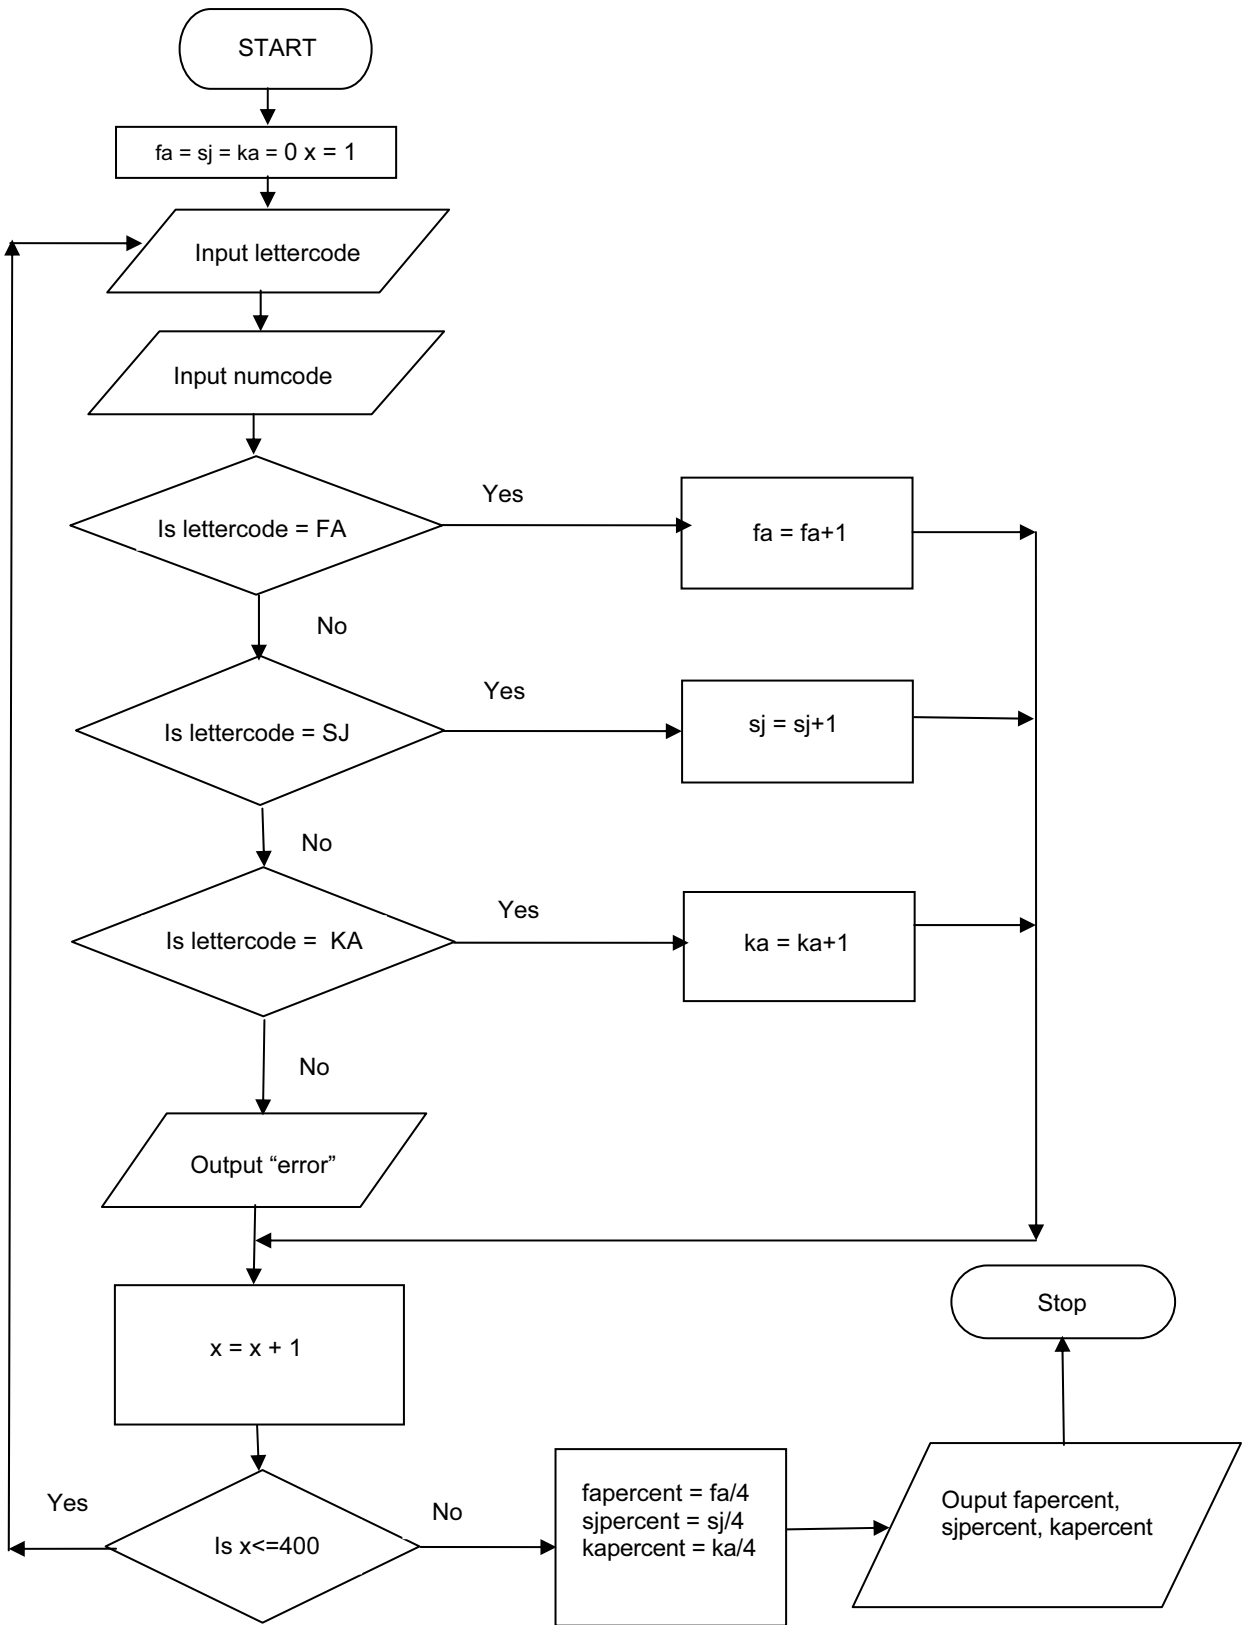 START
fa = sj = ka = 0 x = 1
Input lettercode
Input numcode
Is lettercode = FA
Yes
fa = fa+1
No
Is lettercode = SJ
Yes
sj = sj+1
No
Is lettercode = KA
Yes
ka = ka+1
No
Output “error”
x = x + 1
Is x<=400
Yes
No
fapercent = fa/4
sjpercent = sj/4
kapercent = ka/4
Ouput fapercent,
sjpercent, kapercent
Stop